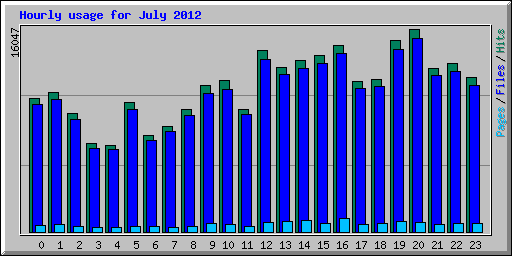 Hourly usage for July 2012
16047
Pages / Files / Hits
0 1 2 3 4 5 6 7 8 9 10 11 12 13 14 15 16 17 18 19 20 21 22 23